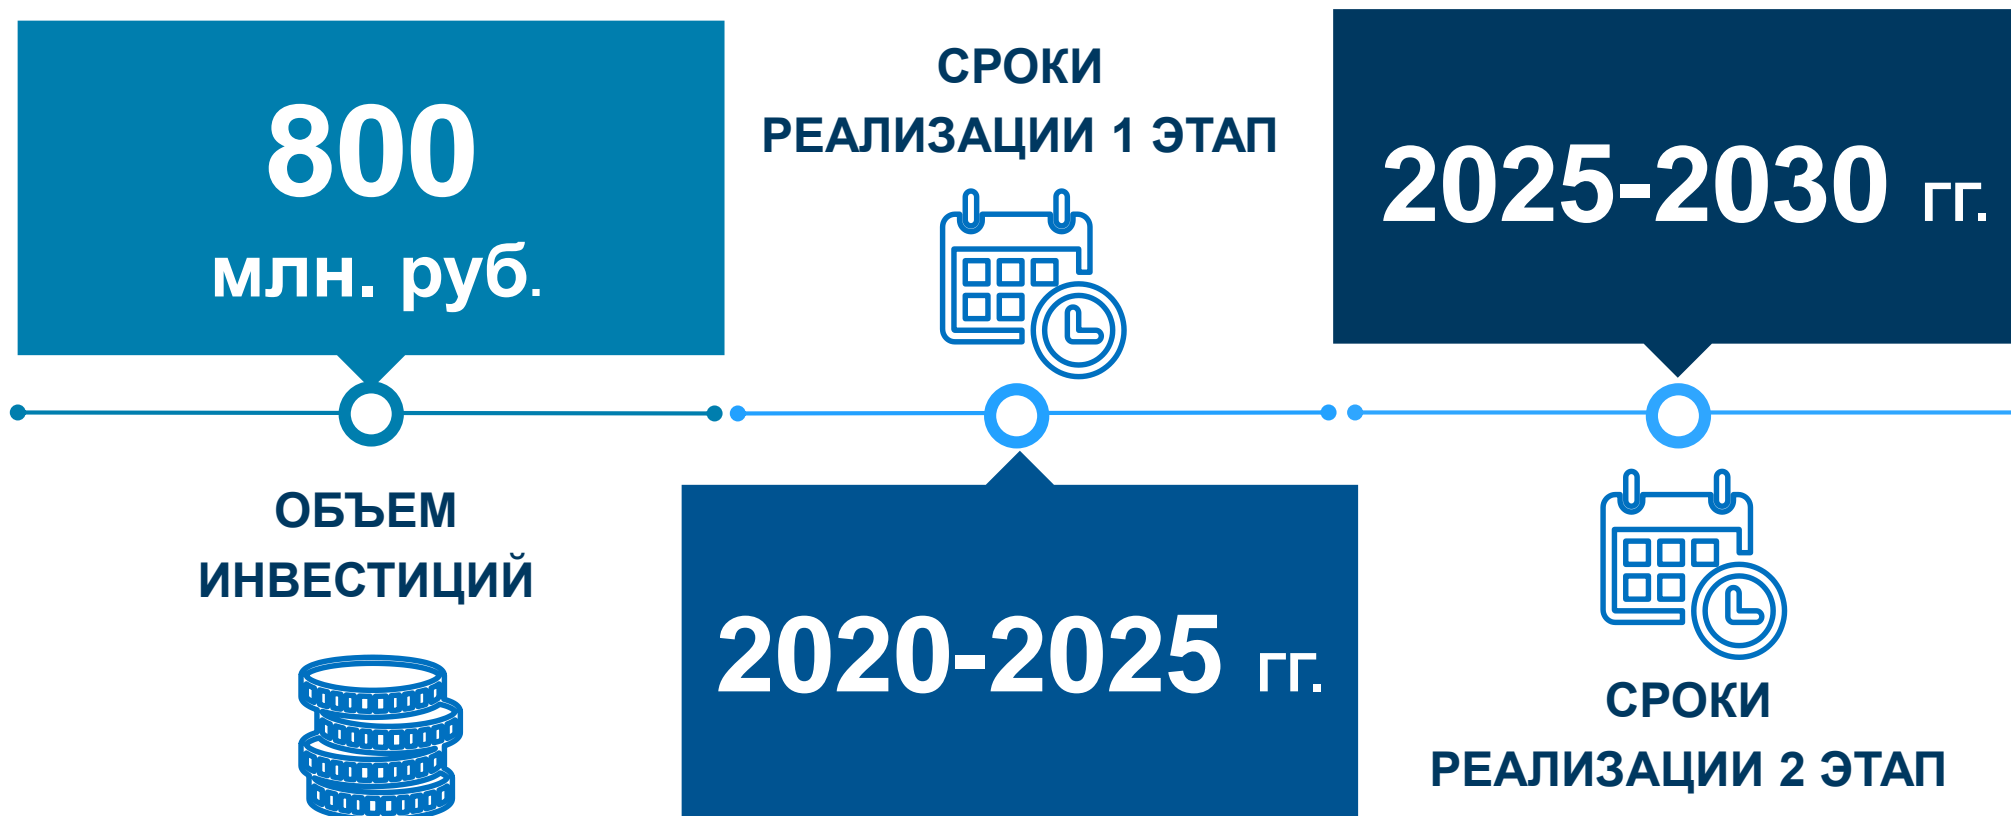 800
млн. руб.
ОБЪЕМ
ИНВЕСТИЦИЙ
СРОКИ
РЕАЛИЗАЦИИ 1 ЭТАП
2020-2025 гг.
2025-2030 гг.
СРОКИ
РЕАЛИЗАЦИИ 2 ЭТАП